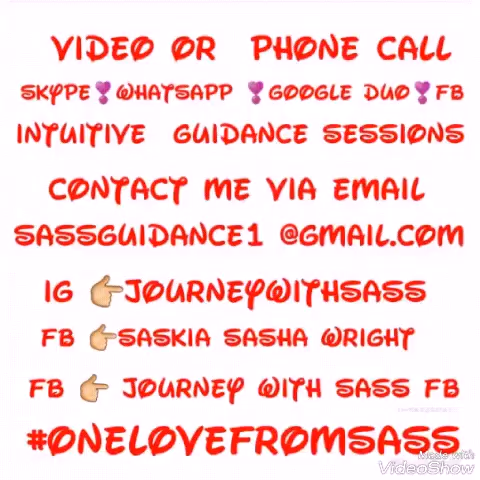 VIDEO OR PHONE CALL
SKYPE❣WHATSAPP ❣GOOGLE DUO❣FB
INTUITIVE GUIDANCE SESSIONS
CONTACT ME VIA EMAIL
SASSGUIDANCE1 @GMAIL.COM
IG 👉JOURNEYWITHSASS
FB 👉SASKIA SASHA WRIGHT
FB 👉 JOURNEY WITH SASS FB
#ONELOVEFROMSASS
Made with
VideoShow